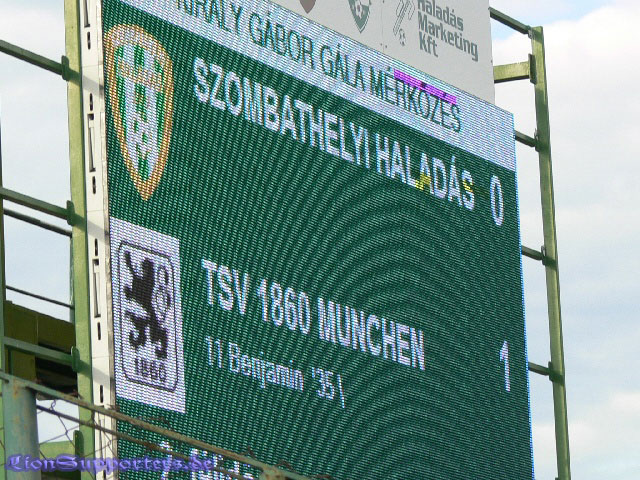 Haladás
Marketing
Kft
KIRÁLY GÁBOR GÁLA MÉRKŐZÉS
SZOMBATHELYI HALADÁS 0
TSV 1860 MÜNCHEN 1
11 Benjamin '35
1860
LionSupporters.de